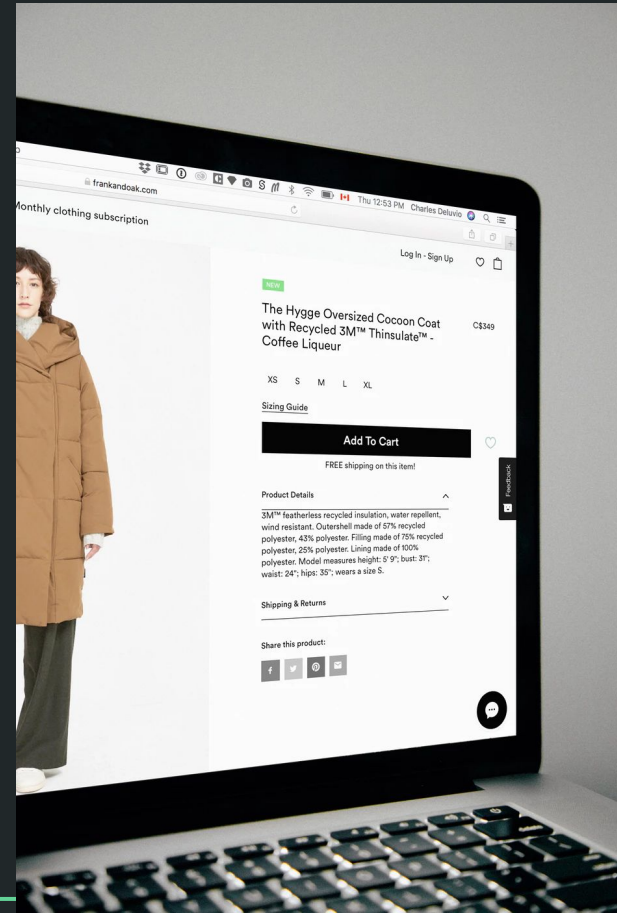 Thu 12:53 PM Charles Deluvio
frankandoak.com
Monthly clothing subscription
Log In - Sign Up
NEW
The Hygge Oversized Cocoon Coat
with Recycled 3M™ Thinsulate™ -
Coffee Liqueur
C$349
XS S M L XL
Sizing Guide
Add To Cart
FREE shipping on this item!
Feedback
Product Details
3M™ featherless recycled insulation, water repellent,
wind resistant. Outershell made of 57% recycled
polyester, 43% polyester. Filling made of 75% recycled
polyester, 25% polyester. Lining made of 100%
polyester. Model measures height: 5' 9"; bust: 31";
waist: 24"; hips: 35"; wears a size S.
Shipping & Returns
Share this product: